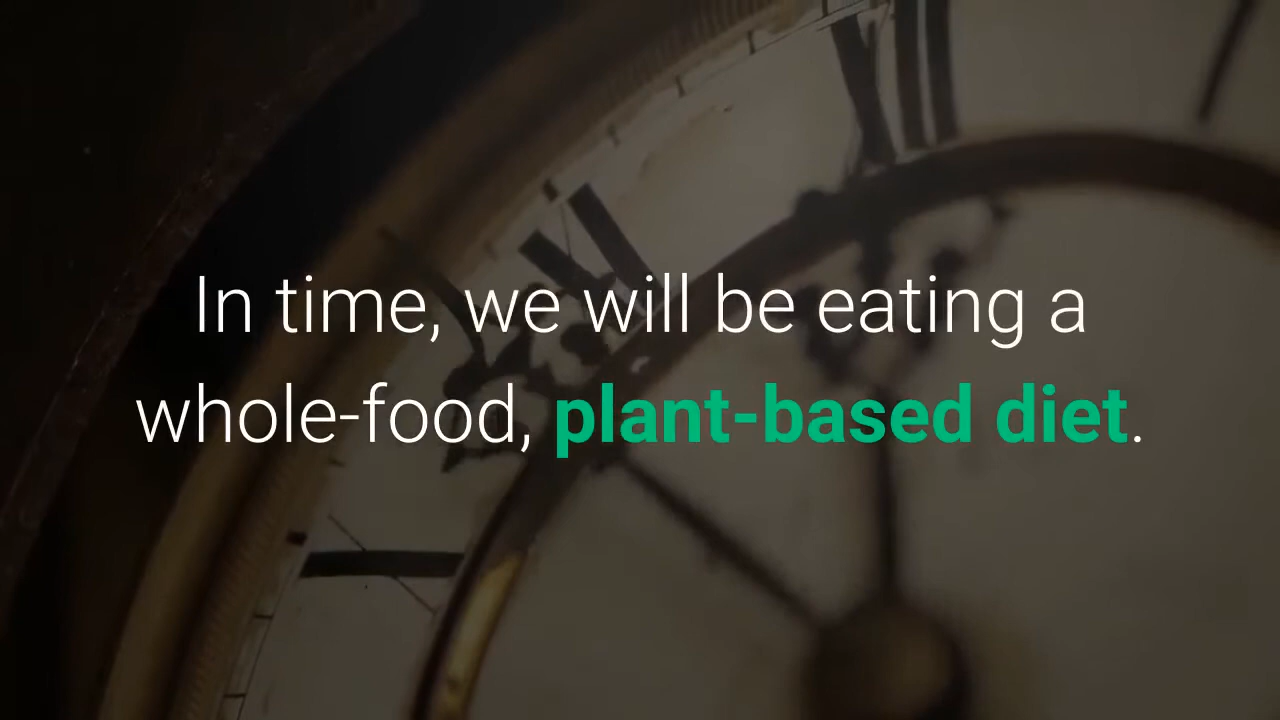 In time, we will be eating a
whole-food, plant-based diet.